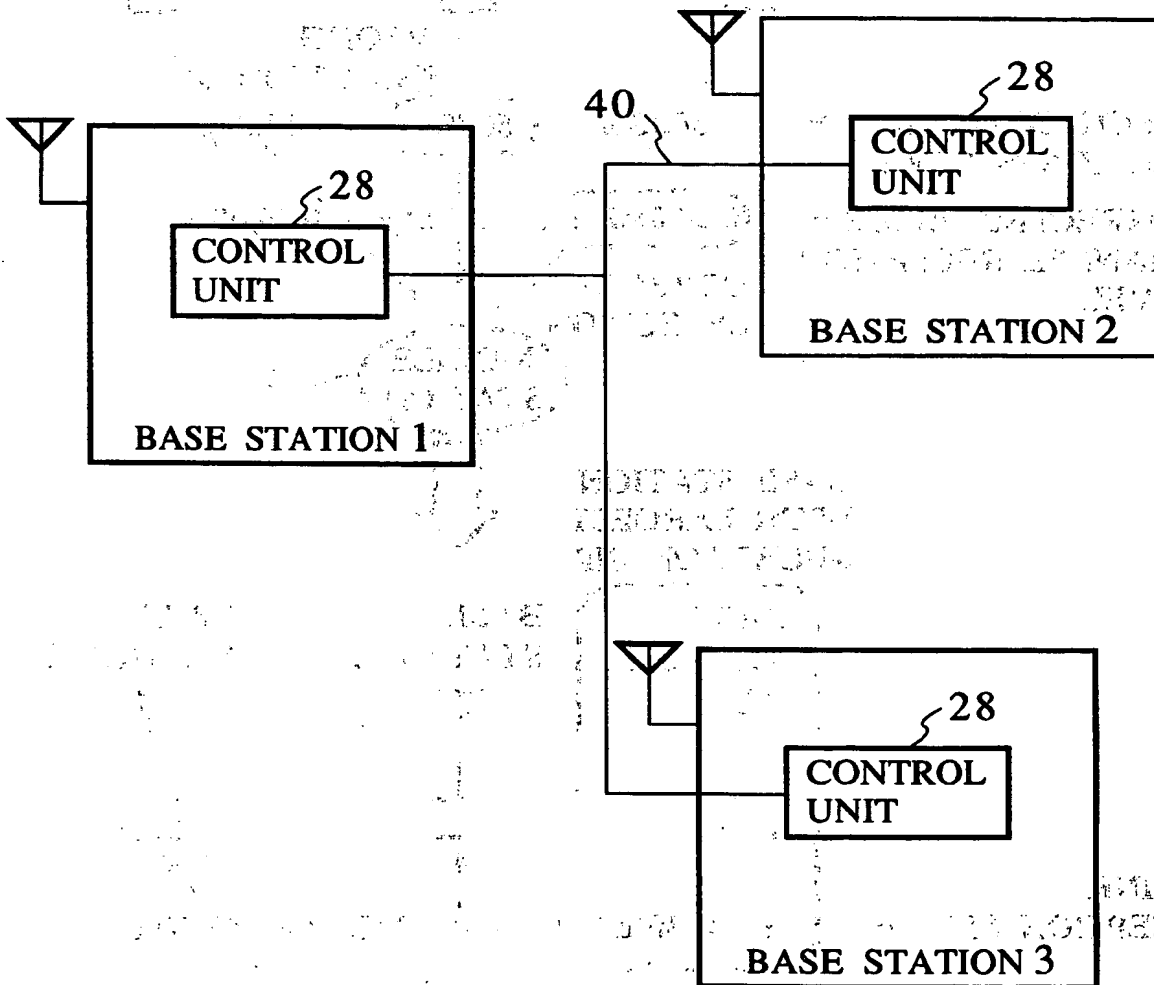 28
40
CONTROL
UNIT
BASE STATION 2
28
CONTROL
UNIT
BASE STATION 1
28
CONTROL
UNIT
BASE STATION 3